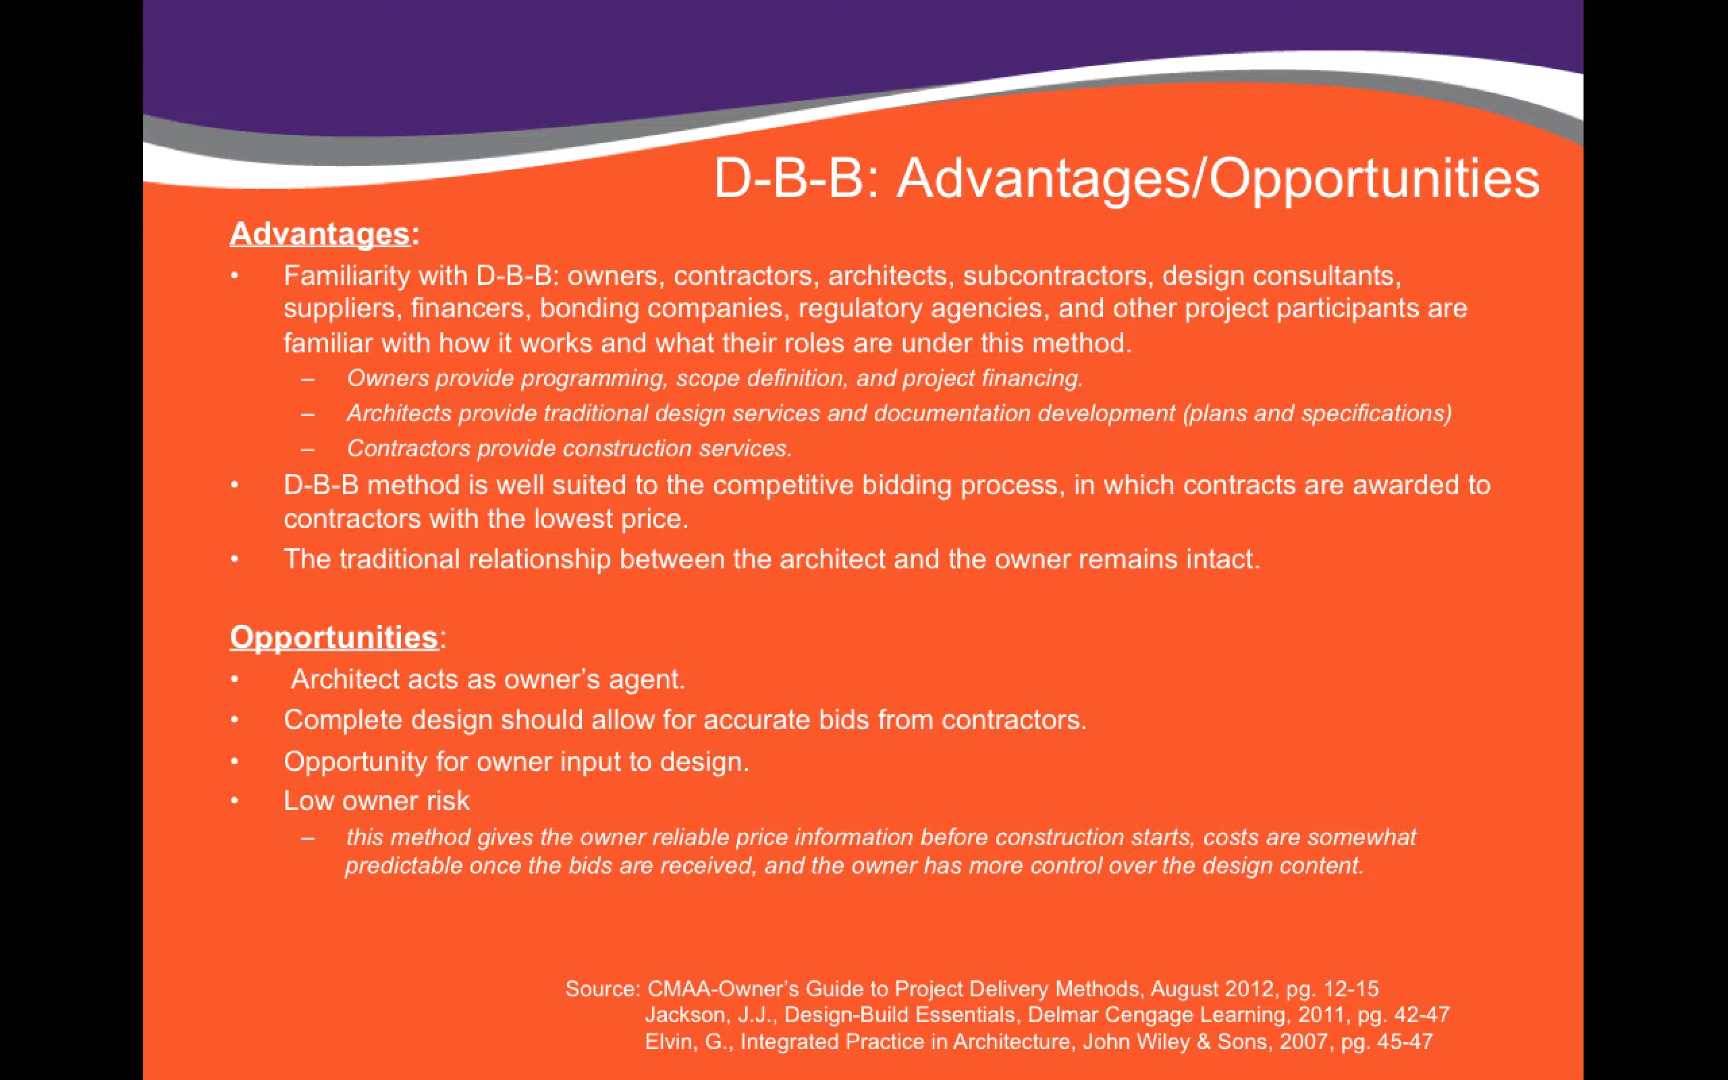 D-B-B: Advantages/Opportunities
Advantages:
• Familiarity with D-B-B: owners, contractors, architects, subcontractors, design consultants,
suppliers, financers, bonding companies, regulatory agencies, and other project participants are
familiar with how it works and what their roles are under this method.
– Owners provide programming, scope definition, and project financing.
– Architects provide traditional design services and documentation development (plans and specifications)
– Contractors provide construction services.
• D-B-B method is well suited to the competitive bidding process, in which contracts are awarded to
contractors with the lowest price.
• The traditional relationship between the architect and the owner remains intact.
Opportunities:
• Architect acts as owner’s agent.
• Complete design should allow for accurate bids from contractors.
• Opportunity for owner input to design.
• Low owner risk
– this method gives the owner reliable price information before construction starts, costs are somewhat
predictable once the bids are received, and the owner has more control over the design content.
Source: CMAA-Owner’s Guide to Project Delivery Methods, August 2012, pg. 12-15
Jackson, J.J., Design-Build Essentials, Delmar Cengage Learning, 2011, pg. 42-47
Elvin, G., Integrated Practice in Architecture, John Wiley & Sons, 2007, pg. 45-47